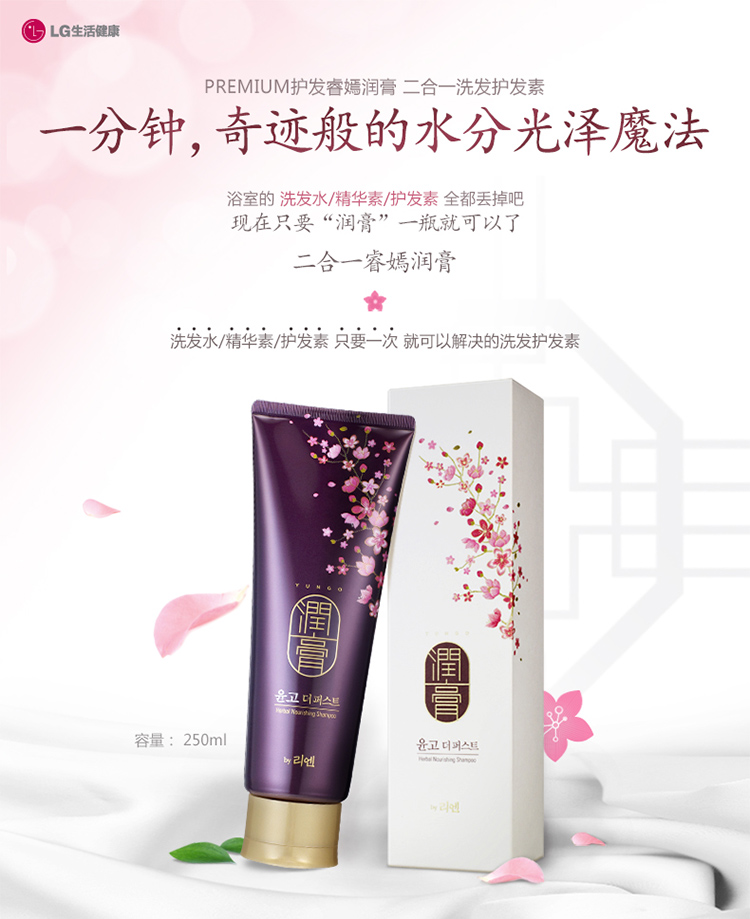 LG生活健康
PREMIUM护发睿嫣润膏 二合一洗发护发素
一分钟,奇迹般的水分光泽魔法
浴室的 洗发水/精华素/护发素 全都丢掉吧
现在只要“润膏”一瓶就可以了
二合一睿嫣润膏
洗发水/精华素/护发素 只要一次 就可以解决的洗发护发素
YUNGO
潤膏
윤고 더퍼스트
Herbal Nourishing Shampoo
by 리엔
YUNGO
潤膏
윤고 더퍼스트
Herbal Nourishing Shampoo
by 리엔
容量: 250ml